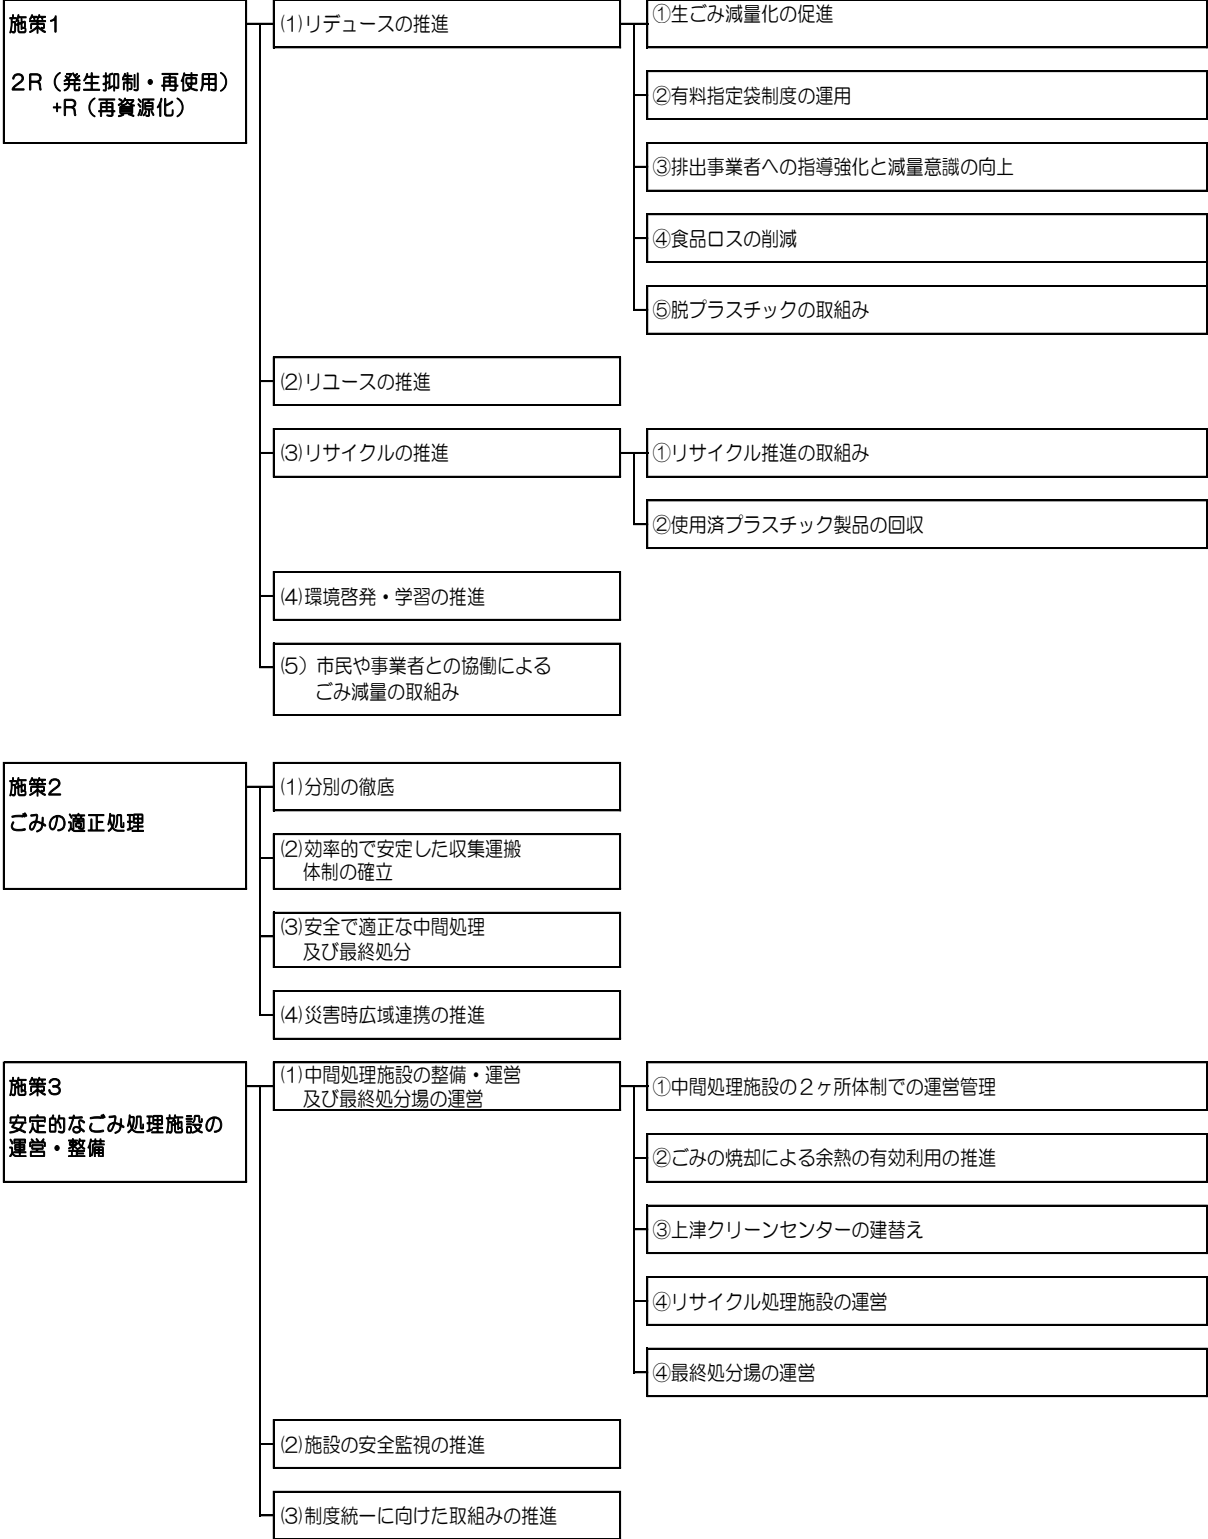 施策1
2R（発生抑制・再使用）
+R（再資源化）
(1)リデュースの推進
①生ごみ減量化の促進
②有料指定袋制度の運用
③排出事業者への指導強化と減量意識の向上
④食品ロスの削減
⑤脱プラスチックの取組み
(2)リユースの推進
(3)リサイクルの推進
①リサイクル推進の取組み
②使用済プラスチック製品の回収
(4)環境啓発・学習の推進
(5）市民や事業者との協働による
ごみ減量の取組み
施策2
ごみの適正処理
(1)分別の徹底
(2)効率的で安定した収集運搬
体制の確立
(3)安全で適正な中間処理
及び最終処分
(4)災害時広域連携の推進
施策3
安定的なごみ処理施設の
運営・整備
(1)中間処理施設の整備・運営
及び最終処分場の運営
①中間処理施設の２ヶ所体制での運営管理
②ごみの焼却による余熱の有効利用の推進
③上津クリーンセンターの建替え
④リサイクル処理施設の運営
④最終処分場の運営
(2)施設の安全監視の推進
(3)制度統一に向けた取組みの推進